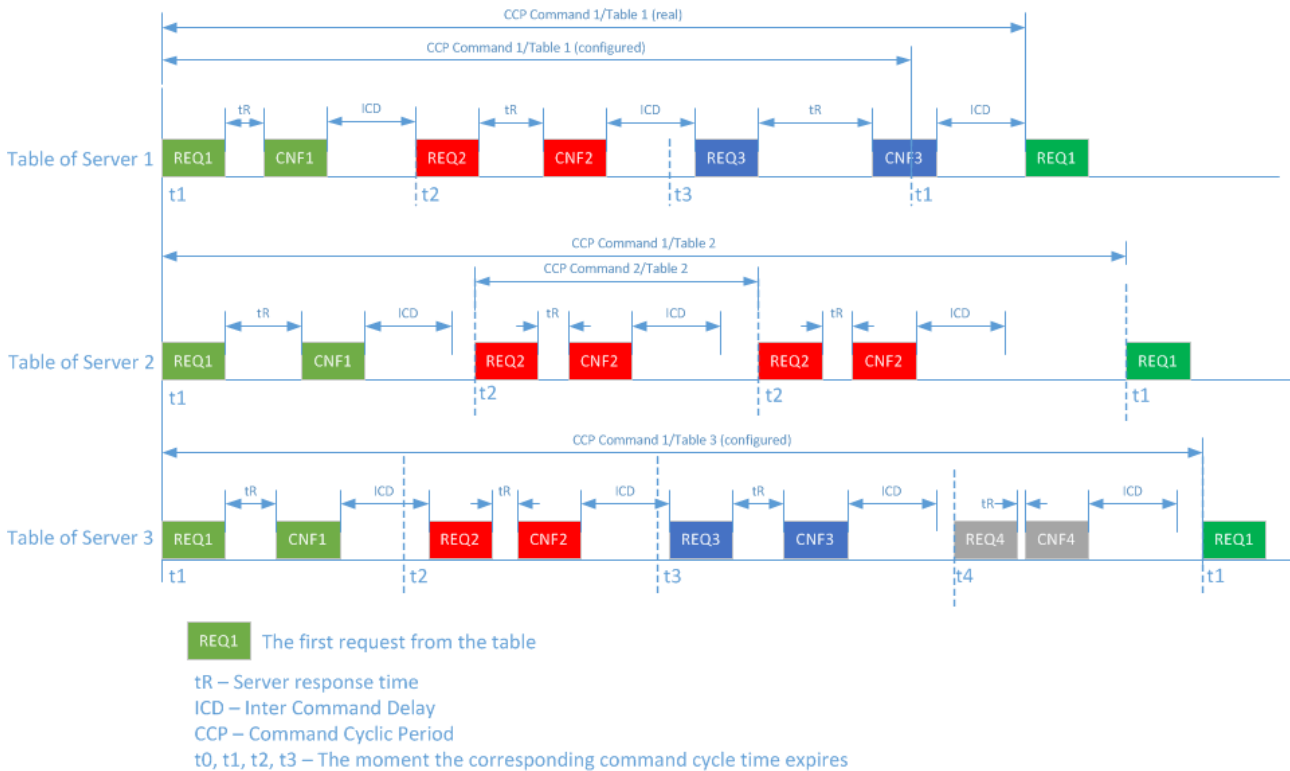 CCP Command 1/Table 1 (real)
CCP Command 1/Table 1 (configured)
tR ICD tR ICD tR ICD
Table of Server 1 REQ1 CNF1 REQ2 CNF2 REQ3 CNF3 REQ1
t1 t2 t3 t1
CCP Command 1/Table 2
CCP Command 2/Table 2
tR ICD tR ICD tR ICD
Table of Server 2 REQ1 CNF1 REQ2 CNF2 REQ2 CNF2 REQ1
t1 t2 t2 t1
CCP Command 1/Table 3 (configured)
tR ICD tR ICD tR ICD tR ICD
Table of Server 3 REQ1 CNF1 REQ2 CNF2 REQ3 CNF3 REQ4 CNF4 REQ1
t1 t2 t3 t4 t1
REQ1 The first request from the table
tR – Server response time
ICD – Inter Command Delay
CCP – Command Cyclic Period
t0, t1, t2, t3 – The moment the corresponding command cycle time expires